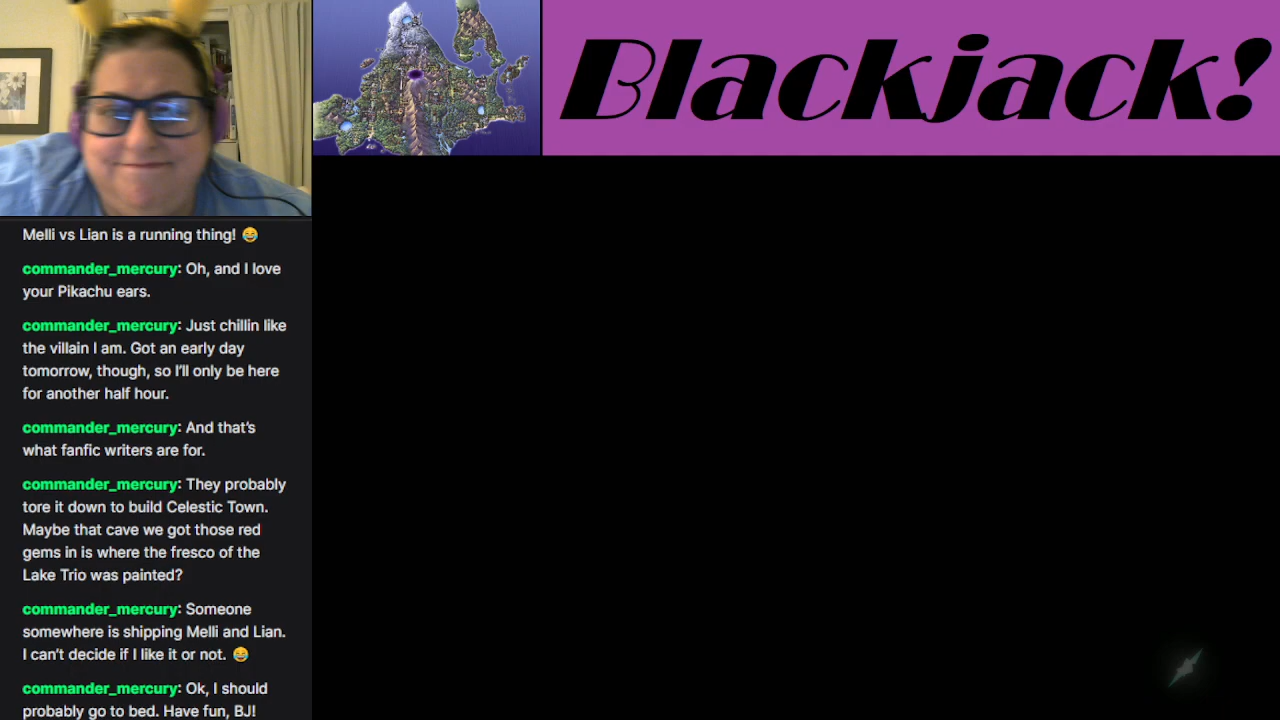 Blackjack!
Melli vs Lian is a running thing! 😂
commander_mercury: Oh, and I love
your Pikachu ears.
commander_mercury: Just chillin like
the villain I am. Got an early day
tomorrow, though, so I'll only be here
for another half hour.
commander_mercury: And that's
what fanfic writers are for.
commander_mercury: They probably
tore it down to build Celestic Town.
Maybe that cave we got those red
gems in is where the fresco of the
Lake Trio was painted?
commander_mercury: Someone
somewhere is shipping Melli and Lian.
I can't decide if I like it or not. 😂
commander_mercury: Ok, I should
probably go to bed. Have fun, BJ!